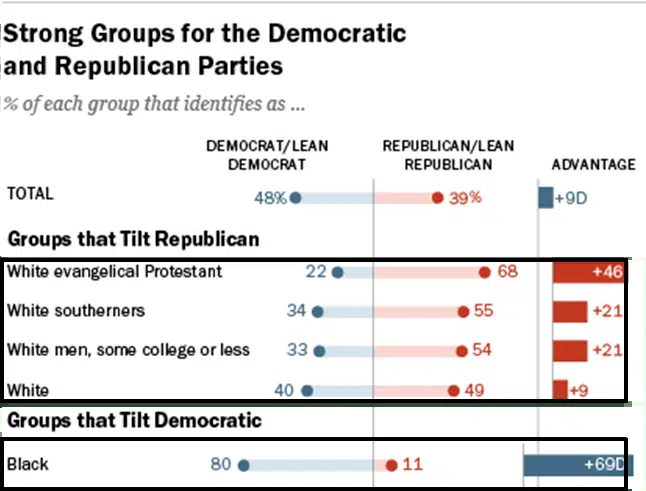 Strong Groups for the Democratic
and Republican Parties
% of each group that identifies as ...
DEMOCRAT/LEAN DEMOCRAT REPUBLICAN/LEAN REPUBLICAN ADVANTAGE
TOTAL 48% 39% +9D
Groups that Tilt Republican
White evangelical Protestant 22 68 +46
White southerners 34 55 +21
White men, some college or less 33 54 +21
White 40 49 +9
Groups that Tilt Democratic
Black 80 11 +69D